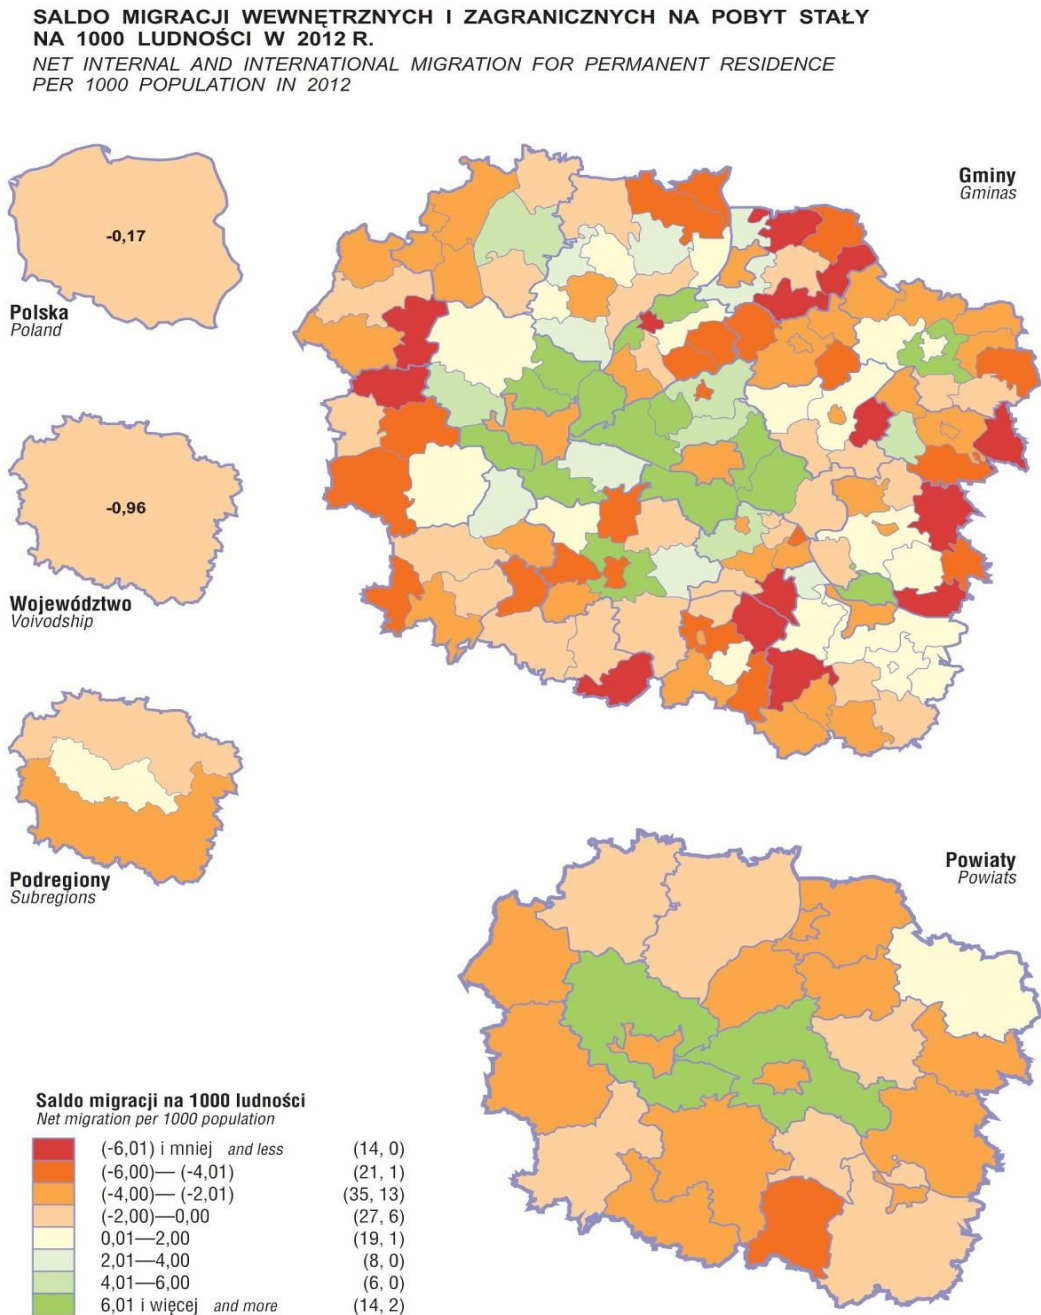 SALDO MIGRACJI WEWNĘTRZNYCH I ZAGRANICZNYCH NA POBYT STAŁY
NA 1000 LUDNOŚCI W 2012 R.
NET INTERNAL AND INTERNATIONAL MIGRATION FOR PERMANENT RESIDENCE
PER 1000 POPULATION IN 2012
Gminy
Gminas
-0,17
Polska
Poland
-0,96
Województwo
Voivodship
Podregiony
Subregions
Powiaty
Powiats
Saldo migracji na 1000 ludności
Net migration per 1000 population
(-6,01) i mniej and less (14, 0)
(-6,00)— (-4,01) (21, 1)
(-4,00)— (-2,01) (35, 13)
(-2,00)—0,00 (27, 6)
0,01—2,00 (19, 1)
2,01—4,00 (8, 0)
4,01—6,00 (6, 0)
6,01 i więcej and more (14, 2)